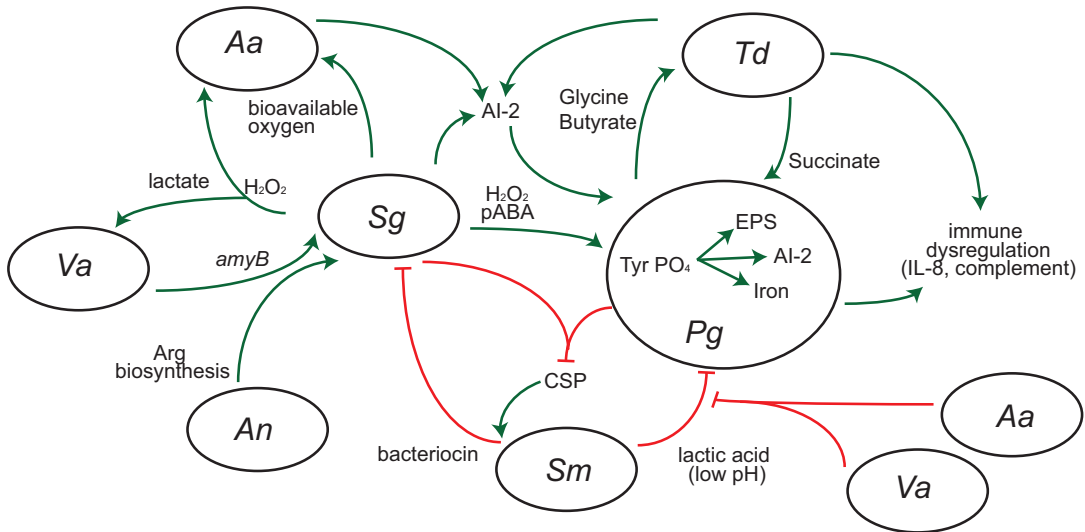 Aa
Td
bioavailable
oxygen
AI-2
Glycine
Butyrate
lactate
H₂O₂
Succinate
Sg
H₂O₂
pABA
Va
amyB
EPS
Tyr PO₄
AI-2
Iron
Pg
immune
dysregulation
(IL-8, complement)
Arg
biosynthesis
CSP
An
bacteriocin
Sm
lactic acid
(low pH)
Aa
Va